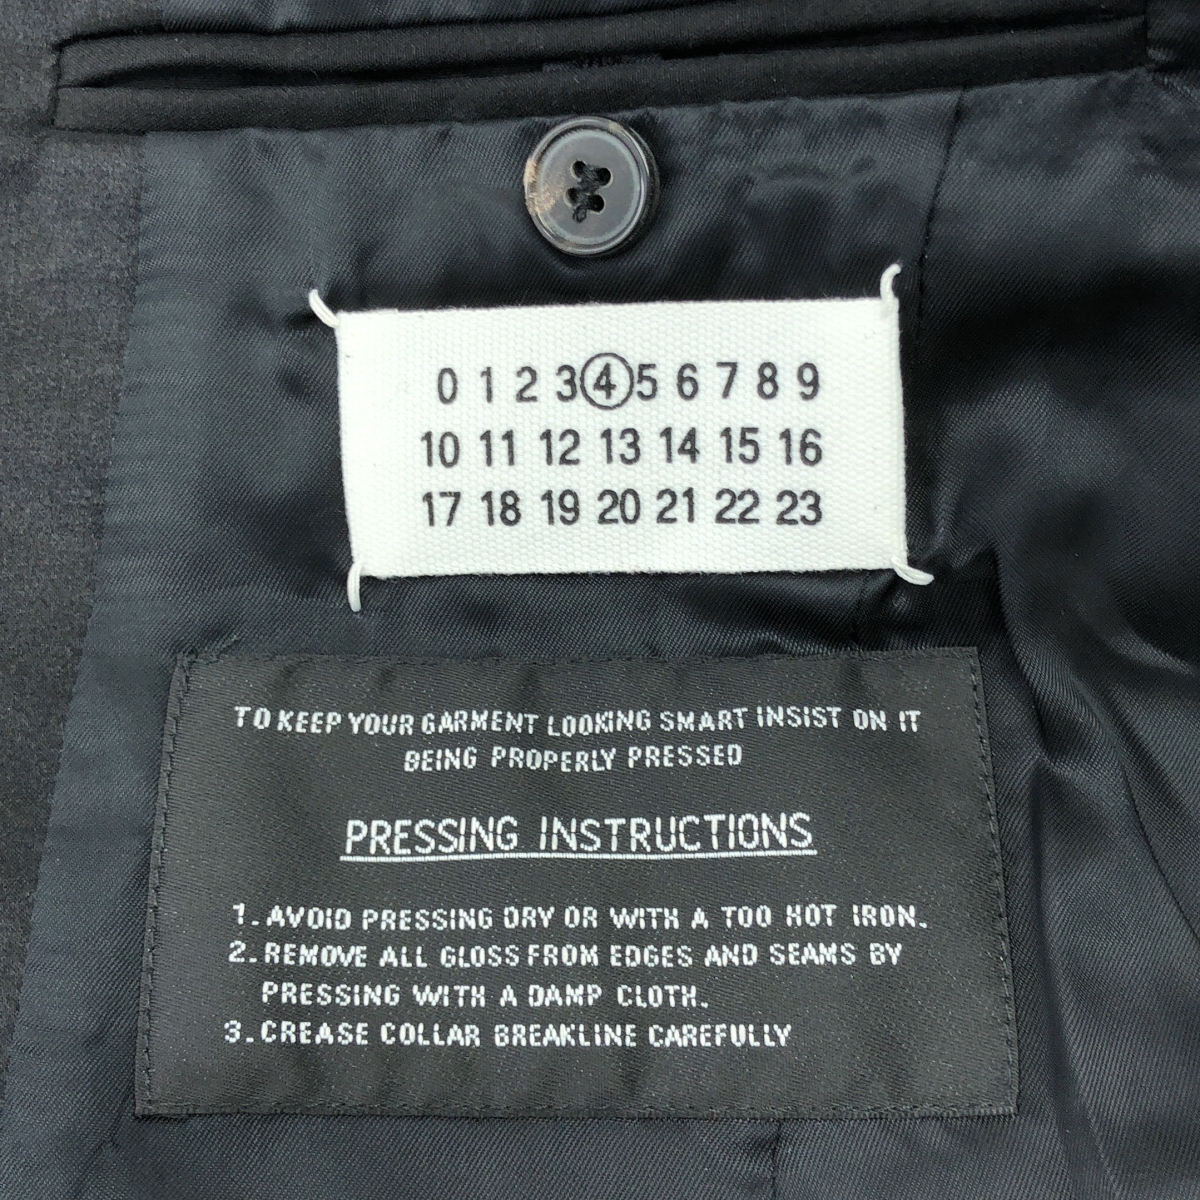 0 1 2 3 4 5 6 7 8 9
10 11 12 13 14 15 16
17 18 19 20 21 22 23
TO KEEP YOUR GARMENT LOOKING SMART INSIST ON IT
BEING PROPERLY PRESSED
PRESSING INSTRUCTIONS
1. AVOID PRESSING DRY OR WITH A TOO HOT IRON.
2. REMOVE ALL GLOSS FROM EDGES AND SEAMS BY
PRESSING WITH A DAMP CLOTH.
3. CREASE COLLAR BREAKLINE CAREFULLY